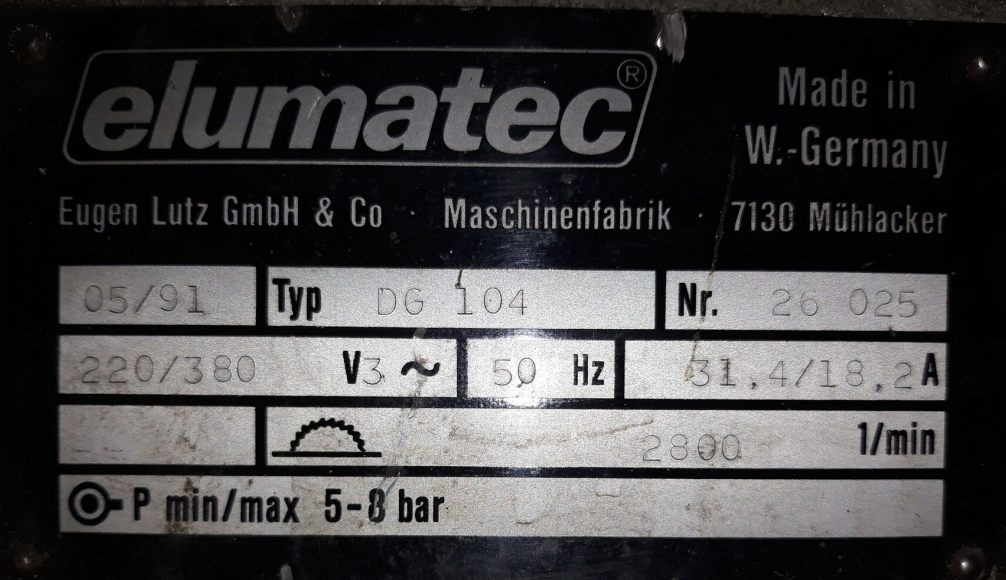 elumatec®
Made in
W.-Germany
Eugen Lutz GmbH & Co · Maschinenfabrik · 7130 Mühlacker
05/91 Typ DG 104 Nr. 26 025
220/380 V3 ~ 50 Hz 31,4/18,2 A
2800 1/min
P min/max 5-8 bar